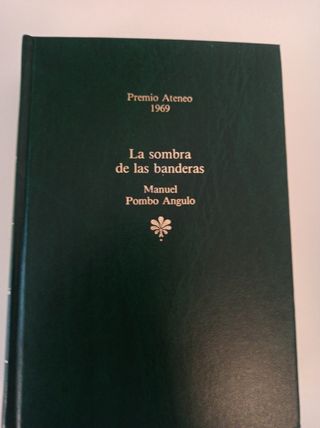 Premio Ateneo
1969
La sombra
de las banderas
Manuel
Pombo Angulo